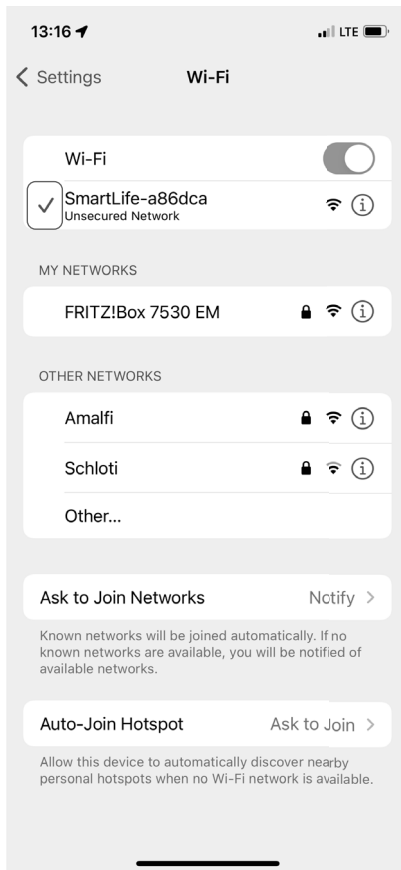 13:16 LTE
Settings Wi-Fi
Wi-Fi
SmartLife-a86dca
Unsecured Network
MY NETWORKS
FRITZ!Box 7530 EM
OTHER NETWORKS
Amalfi
Schloti
Other...
Ask to Join Networks Notify
Known networks will be joined automatically. If no
known networks are available, you will be notified of
available networks.
Auto-Join Hotspot Ask to Join
Allow this device to automatically discover nearby
personal hotspots when no Wi-Fi network is available.